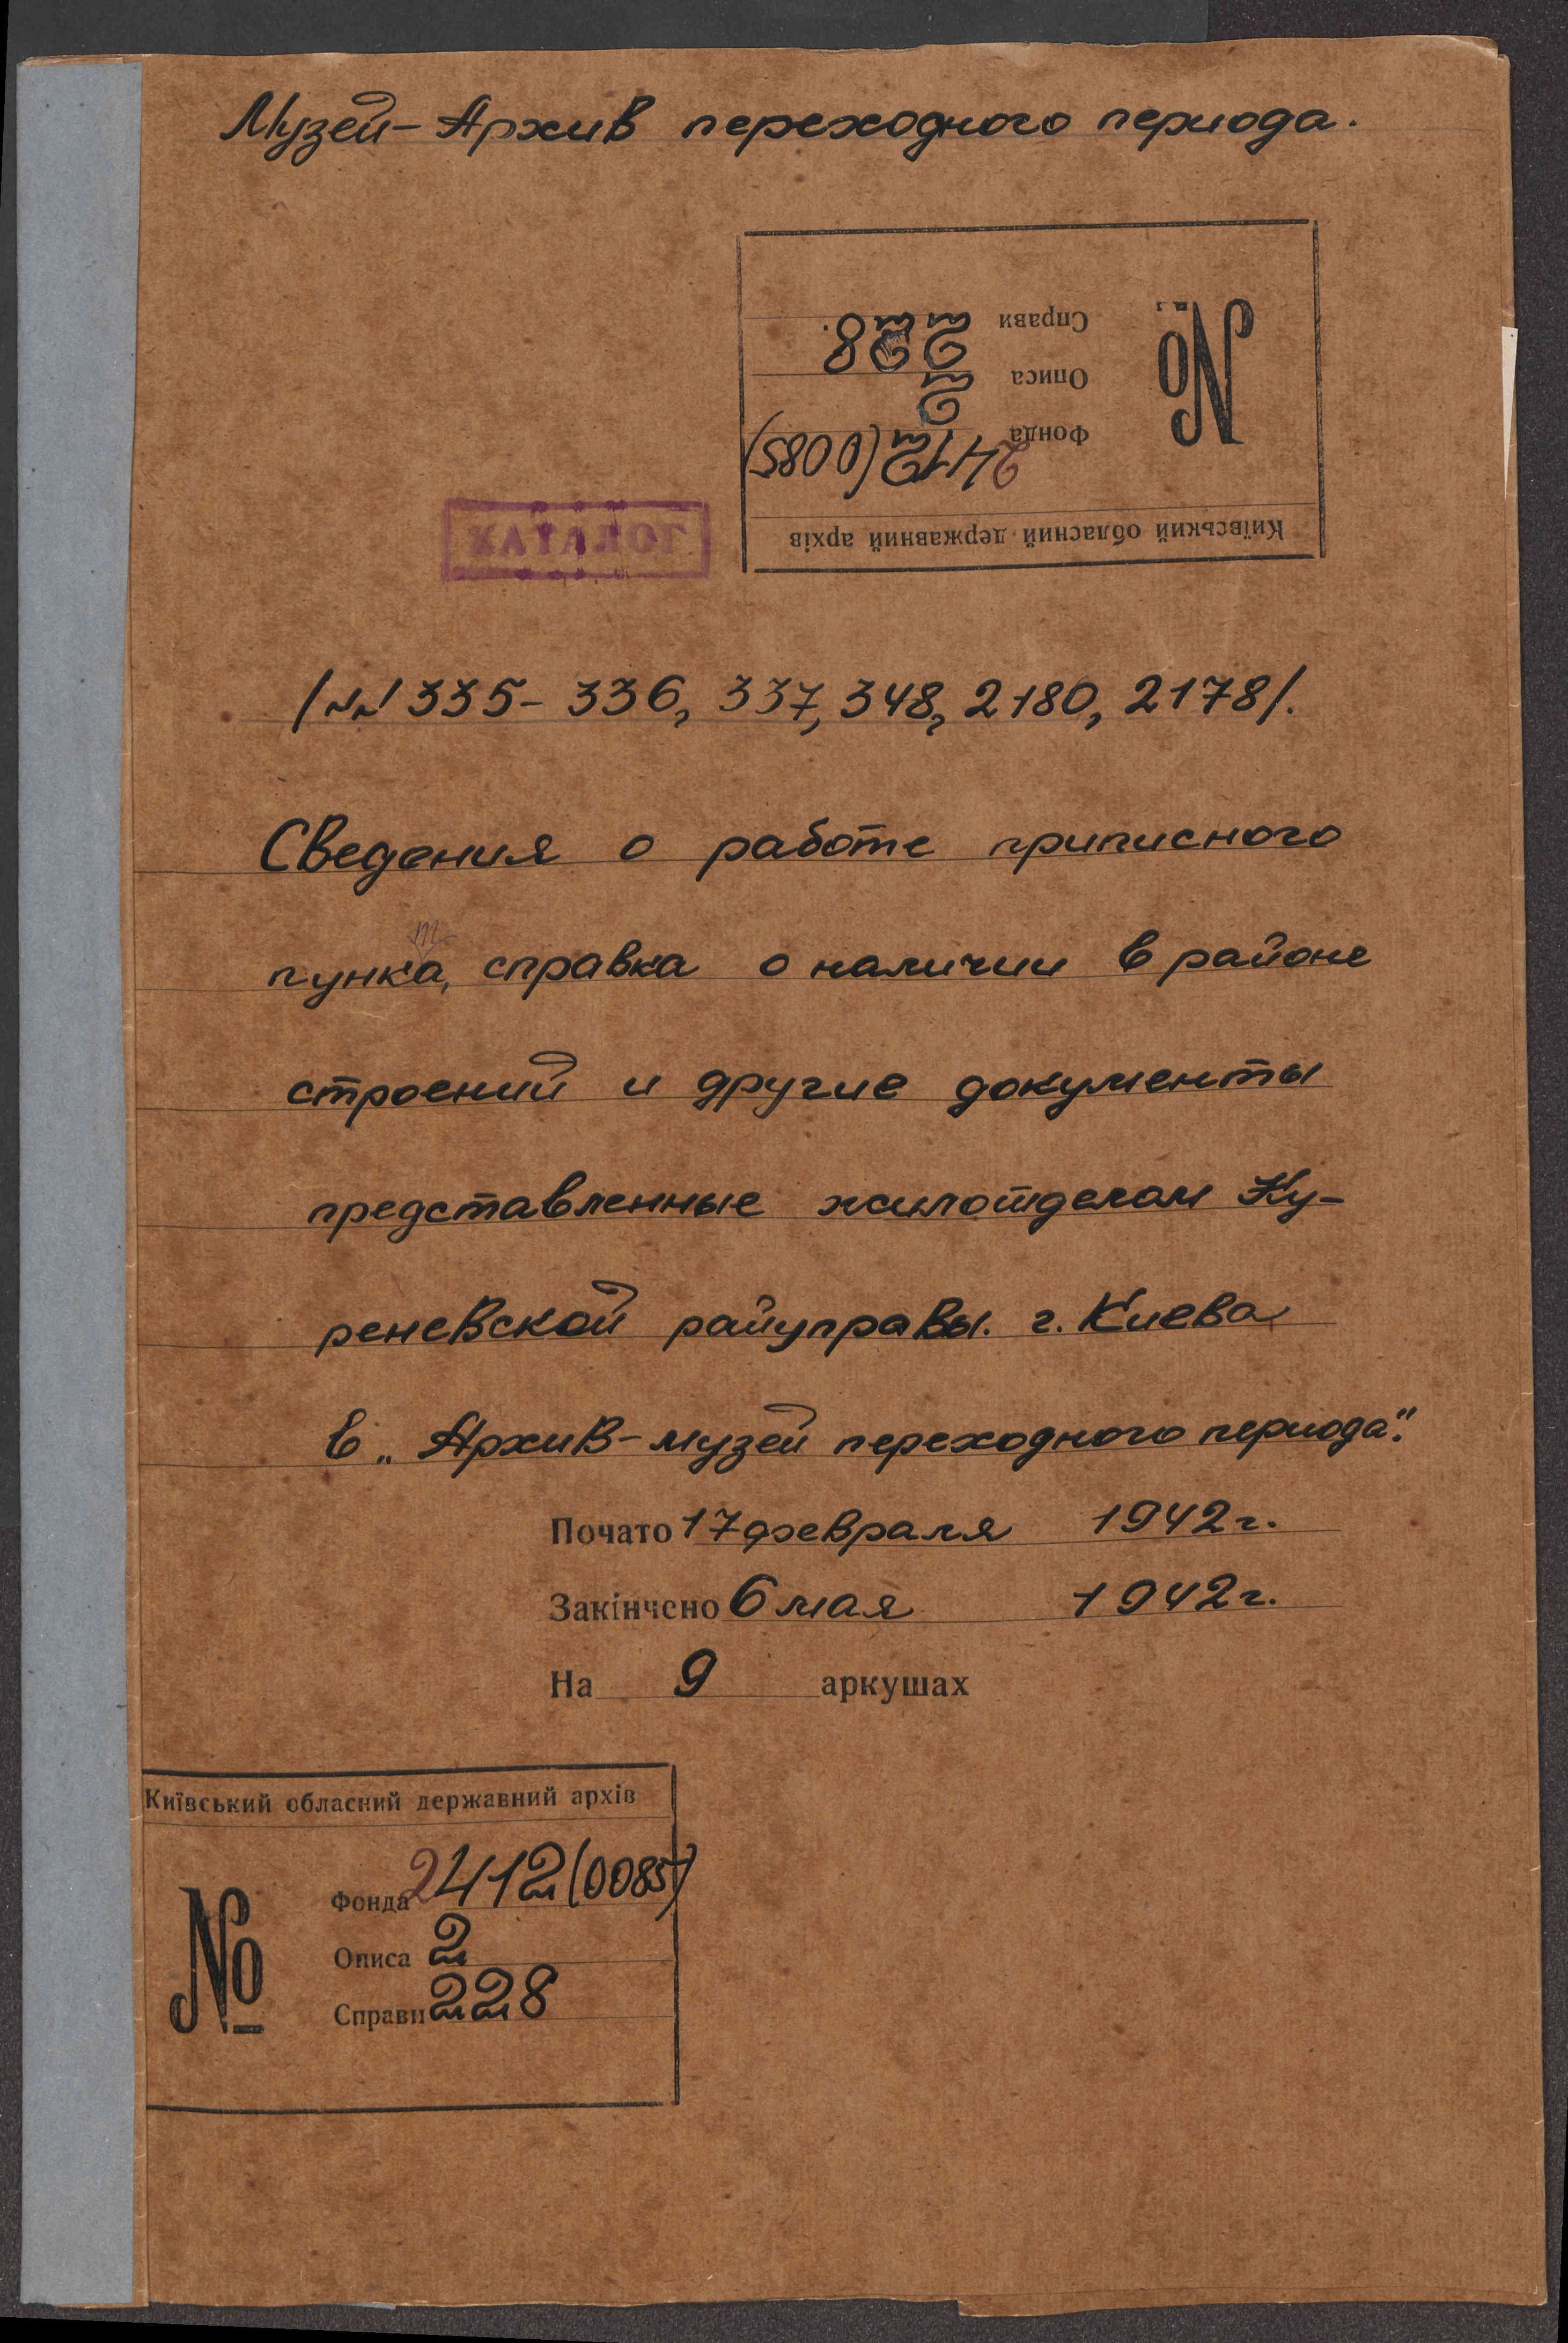 Музей-Архив переходного периода.
Київський обласний державний архів
№
Фонда 2412 (0085)
Описа 2
Справи 228.
КАТАЛОГ
/№№ 335-336, 337, 348, 2180, 2178/.
Сведения о работе приписного
пункта, справка о наличии в районе
строений и другие документы
представленные жилотделом Ку-
реневской райуправы. г. Киева
в „Архив-музей переходного периода".
Почато 17 февраля 1942 г.
Закінчено 6 мая 1942 г.
На 9 аркушах
Київський обласний державний архів
№
Фонда 2412 (0085)
Описа 2
Справи 228